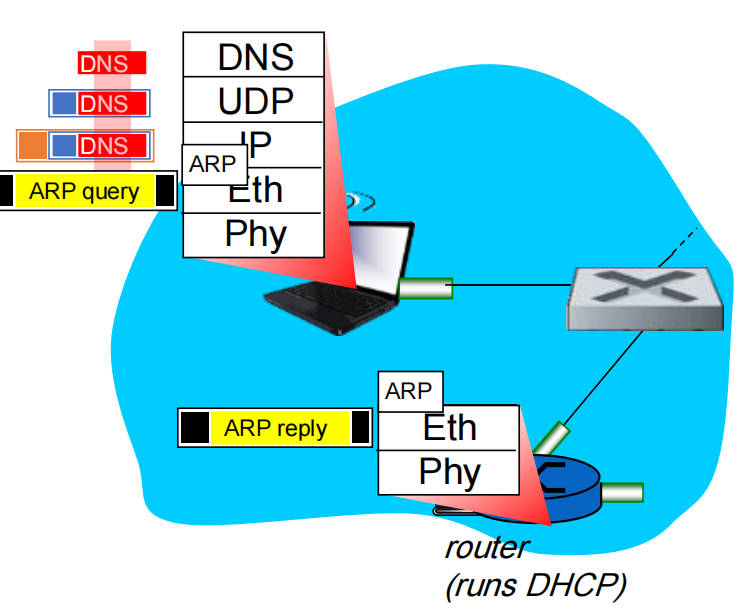 DNS
DNS
DNS
ARP query
DNS
UDP
IP
ARP
Eth
Phy
ARP
ARP reply
Eth
Phy
router
(runs DHCP)